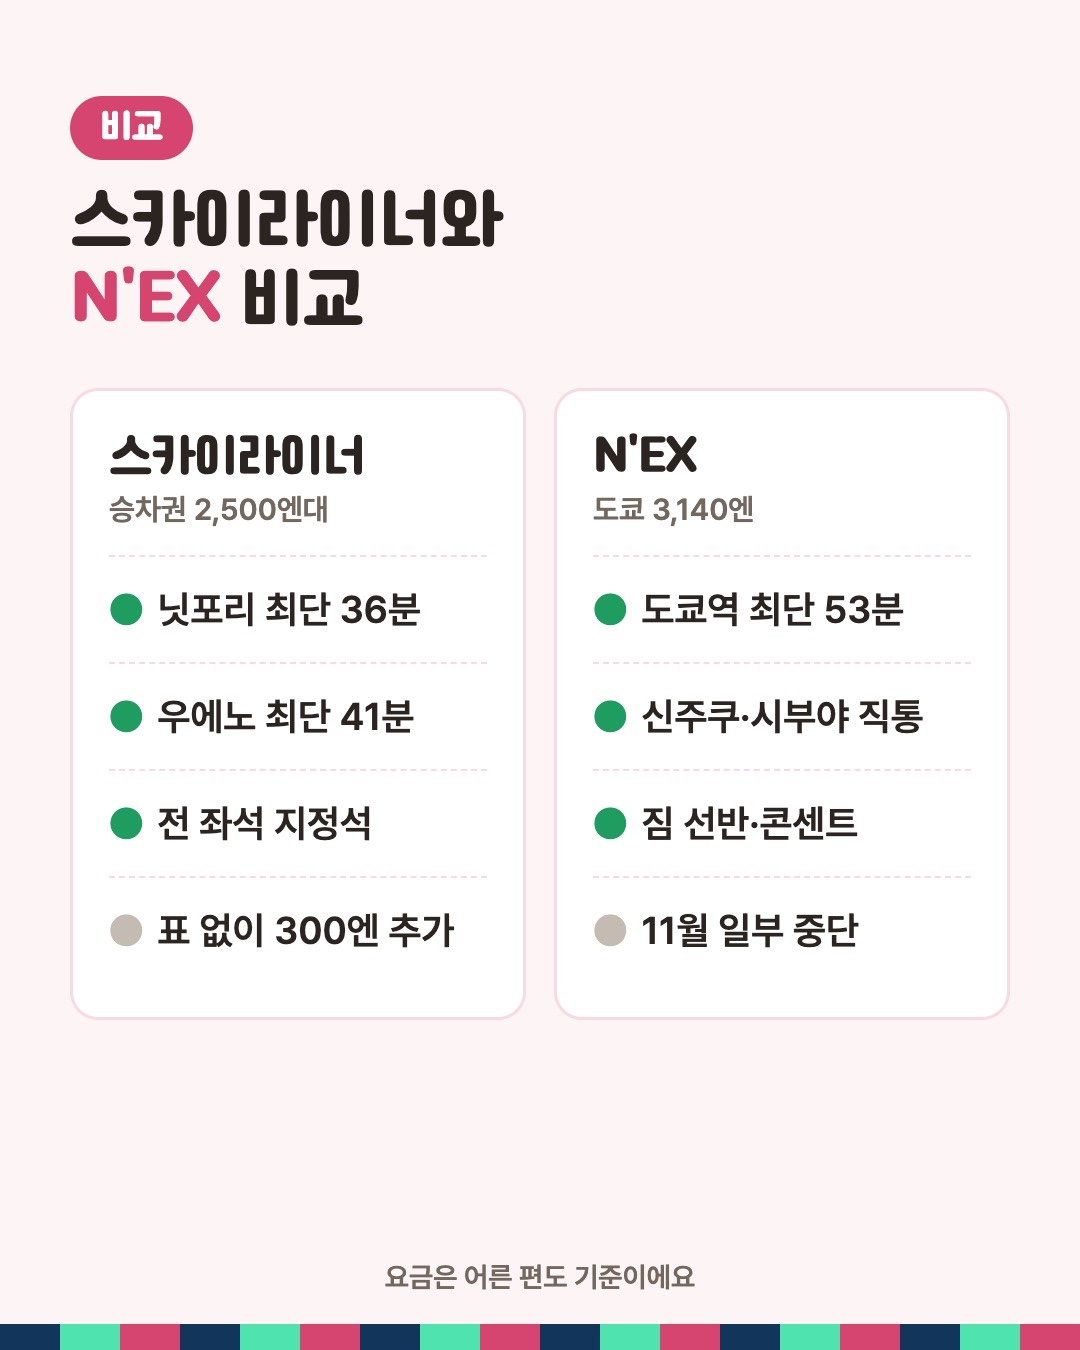 비교
스카이라이너와
N'EX 비교
스카이라이너
승차권 2,500엔대
닛포리 최단 36분
우에노 최단 41분
전 좌석 지정석
표 없이 300엔 추가
N'EX
도쿄 3,140엔
도쿄역 최단 53분
신주쿠·시부야 직통
짐 선반·콘센트
11월 일부 중단
요금은 어른 편도 기준이에요